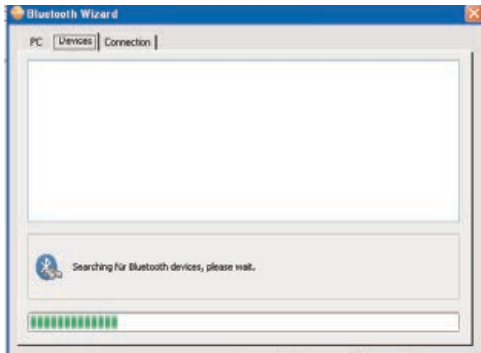 Bluetooth Wizard
PC Devices Connection
Searching für Bluetooth devices, please wait.